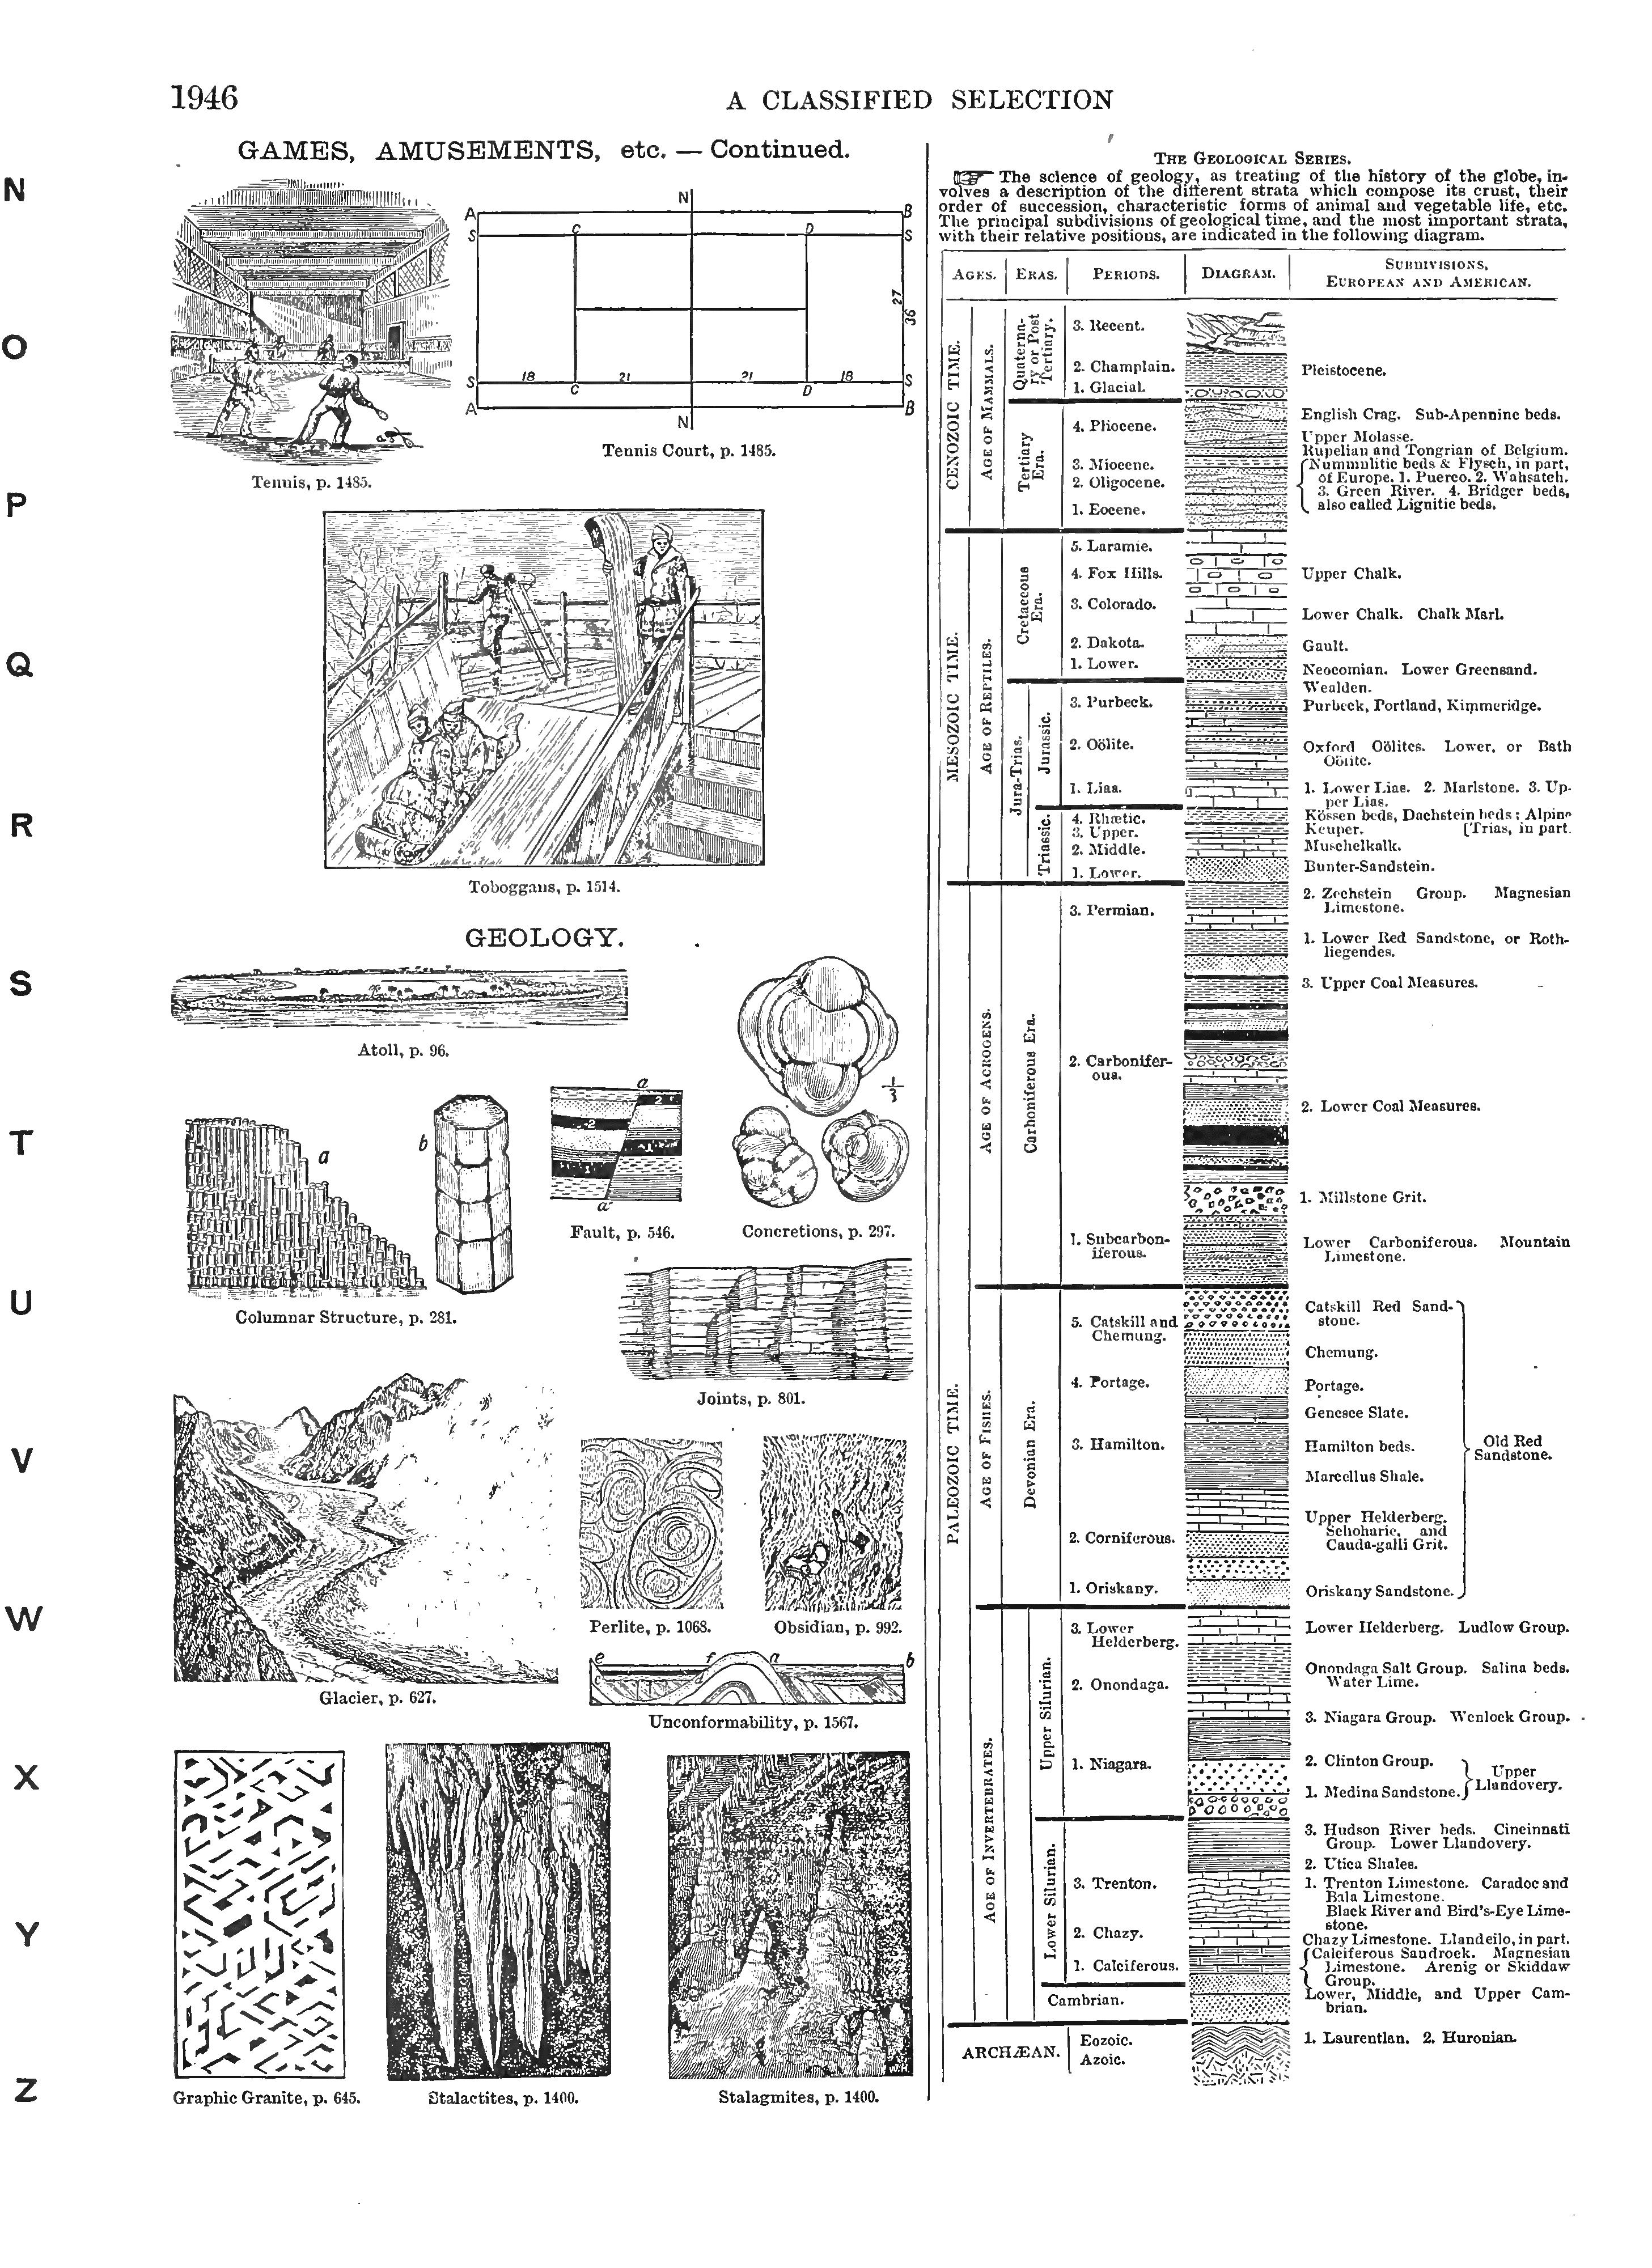 1946
A CLASSIFIED SELECTION
N
O
P
Q
R
S
T
U
V
W
X
Y
Z
GAMES, AMUSEMENTS, etc. — Continued.
Tennis, p. 1485.
N
A
B
S
C
D
S
27
36
S
18
21
21
18
S
C
D
A
B
N
Tennis Court, p. 1485.
Toboggans, p. 1514.
GEOLOGY.
Atoll, p. 96.
a
b
Columnar Structure, p. 281.
a
2
2
1
1
a
Fault, p. 546.
1/3
Concretions, p. 297.
Joints, p. 801.
Glacier, p. 627.
Perlite, p. 1068.
Obsidian, p. 992.
e
f
a
b
c
d
Unconformability, p. 1567.
Graphic Granite, p. 645.
Stalactites, p. 1400.
Stalagmites, p. 1400.
THE GEOLOGICAL SERIES.
☞ The science of geology, as treating of the history of the globe, in-
volves a description of the different strata which compose its crust, their
order of succession, characteristic forms of animal and vegetable life, etc.
The principal subdivisions of geological time, and the most important strata,
with their relative positions, are indicated in the following diagram.
AGES.
ERAS.
PERIODS.
DIAGRAM.
SUBDIVISIONS,
EUROPEAN AND AMERICAN.
CENOZOIC TIME.
AGE OF MAMMALS.
Quaterna-
ry or Post
Tertiary.
3. Recent.
2. Champlain.
1. Glacial.
Pleistocene.
Tertiary
Era.
4. Pliocene.
3. Miocene.
2. Oligocene.
1. Eocene.
English Crag. Sub-Apennine beds.
Upper Molasse.
Rupelian and Tongrian of Belgium.
Nummulitic beds & Flysch, in part,
of Europe. 1. Puerco. 2. Wahsatch.
3. Green River. 4. Bridger beds,
also called Lignitic beds.
MESOZOIC TIME.
AGE OF REPTILES.
Cretaceous
Era.
5. Laramie.
4. Fox Hills.
3. Colorado.
2. Dakota.
1. Lower.
Upper Chalk.
Lower Chalk. Chalk Marl.
Gault.
Neocomian. Lower Greensand.
Wealden.
Jura-Trias.
Jurassic.
3. Purbeck.
2. Oölite.
1. Lias.
Purbeck, Portland, Kimmeridge.
Oxford Oölites. Lower, or Bath
Oölite.
1. Lower Lias. 2. Marlstone. 3. Up-
per Lias.
Triassic.
4. Rhætic.
3. Upper.
2. Middle.
1. Lower.
Kössen beds, Dachstein beds; Alpine
Keuper. [Trias, in part.
Muschelkalk.
Bunter-Sandstein.
PALEOZOIC TIME.
AGE OF ACROGENS.
Carboniferous Era.
3. Permian.
2. Carbonifer-
ous.
1. Subcarbon-
iferous.
2. Zechstein Group. Magnesian
Limestone.
1. Lower Red Sandstone, or Roth-
liegendes.
3. Upper Coal Measures.
2. Lower Coal Measures.
1. Millstone Grit.
Lower Carboniferous. Mountain
Limestone.
AGE OF FISHES.
Devonian Era.
5. Catskill and
Chemung.
4. Portage.
3. Hamilton.
2. Corniferous.
1. Oriskany.
Catskill Red Sand-
stone.
Chemung.
Portage.
Genesee Slate.
Hamilton beds.
Marcellus Shale.
Upper Helderberg.
Schoharie, and
Cauda-galli Grit.
Oriskany Sandstone.
Old Red
Sandstone.
AGE OF INVERTEBRATES.
Upper Silurian.
3. Lower
Helderberg.
2. Onondaga.
1. Niagara.
Lower Helderberg. Ludlow Group.
Onondaga Salt Group. Salina beds.
Water Lime.
3. Niagara Group. Wenlock Group.
2. Clinton Group.
1. Medina Sandstone.
Upper
Llandovery.
Lower Silurian.
3. Trenton.
2. Chazy.
1. Calciferous.
3. Hudson River beds. Cincinnati
Group. Lower Llandovery.
2. Utica Shales.
1. Trenton Limestone. Caradoc and
Bala Limestone.
Black River and Bird's-Eye Lime-
stone.
Chazy Limestone. Llandeilo, in part.
Calciferous Sandrock. Magnesian
Limestone. Arenig or Skiddaw
Group.
Cambrian.
Lower, Middle, and Upper Cam-
brian.
ARCHÆAN.
Eozoic.
Azoic.
1. Laurentian. 2. Huronian.